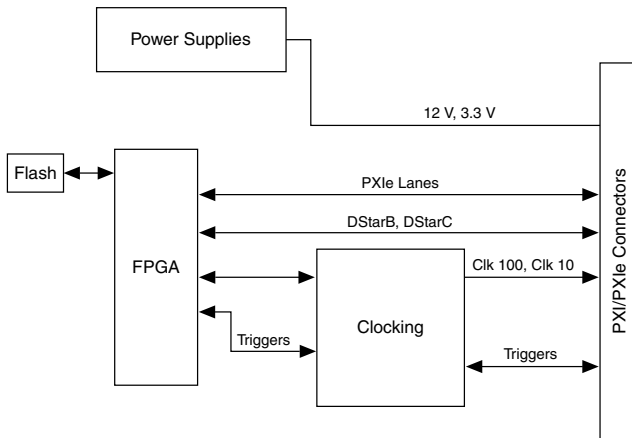 Power Supplies
12 V, 3.3 V
Flash
PXIe Lanes
DStarB, DStarC
FPGA
Clk 100, Clk 10
Clocking
Triggers
Triggers
PXI/PXIe Connectors